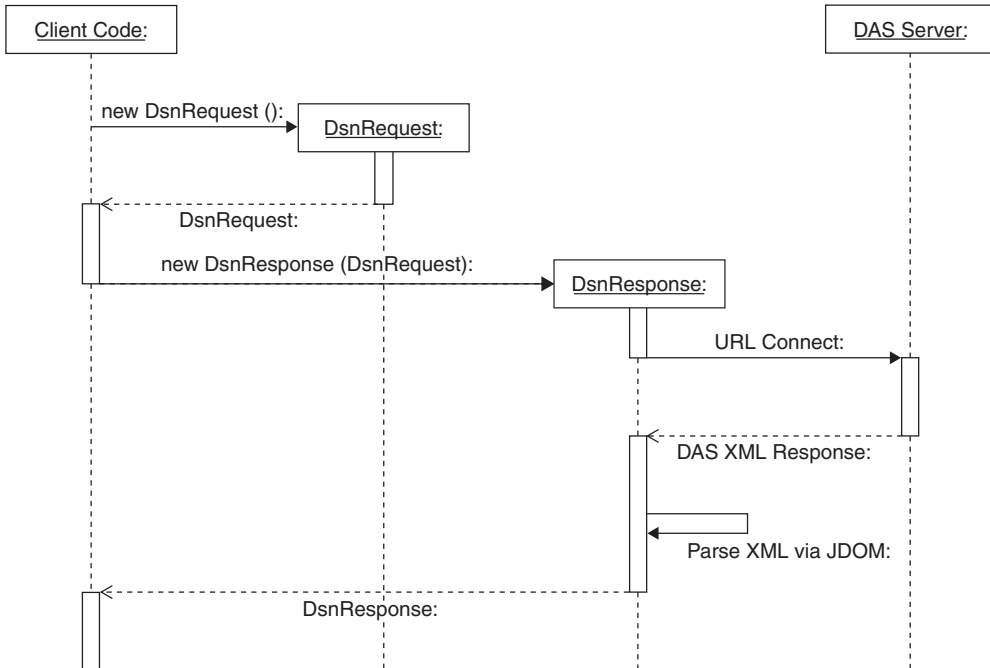 Client Code:
DAS Server:
new DsnRequest ():
DsnRequest:
DsnRequest:
new DsnResponse (DsnRequest):
DsnResponse:
URL Connect:
DAS XML Response:
Parse XML via JDOM:
DsnResponse: